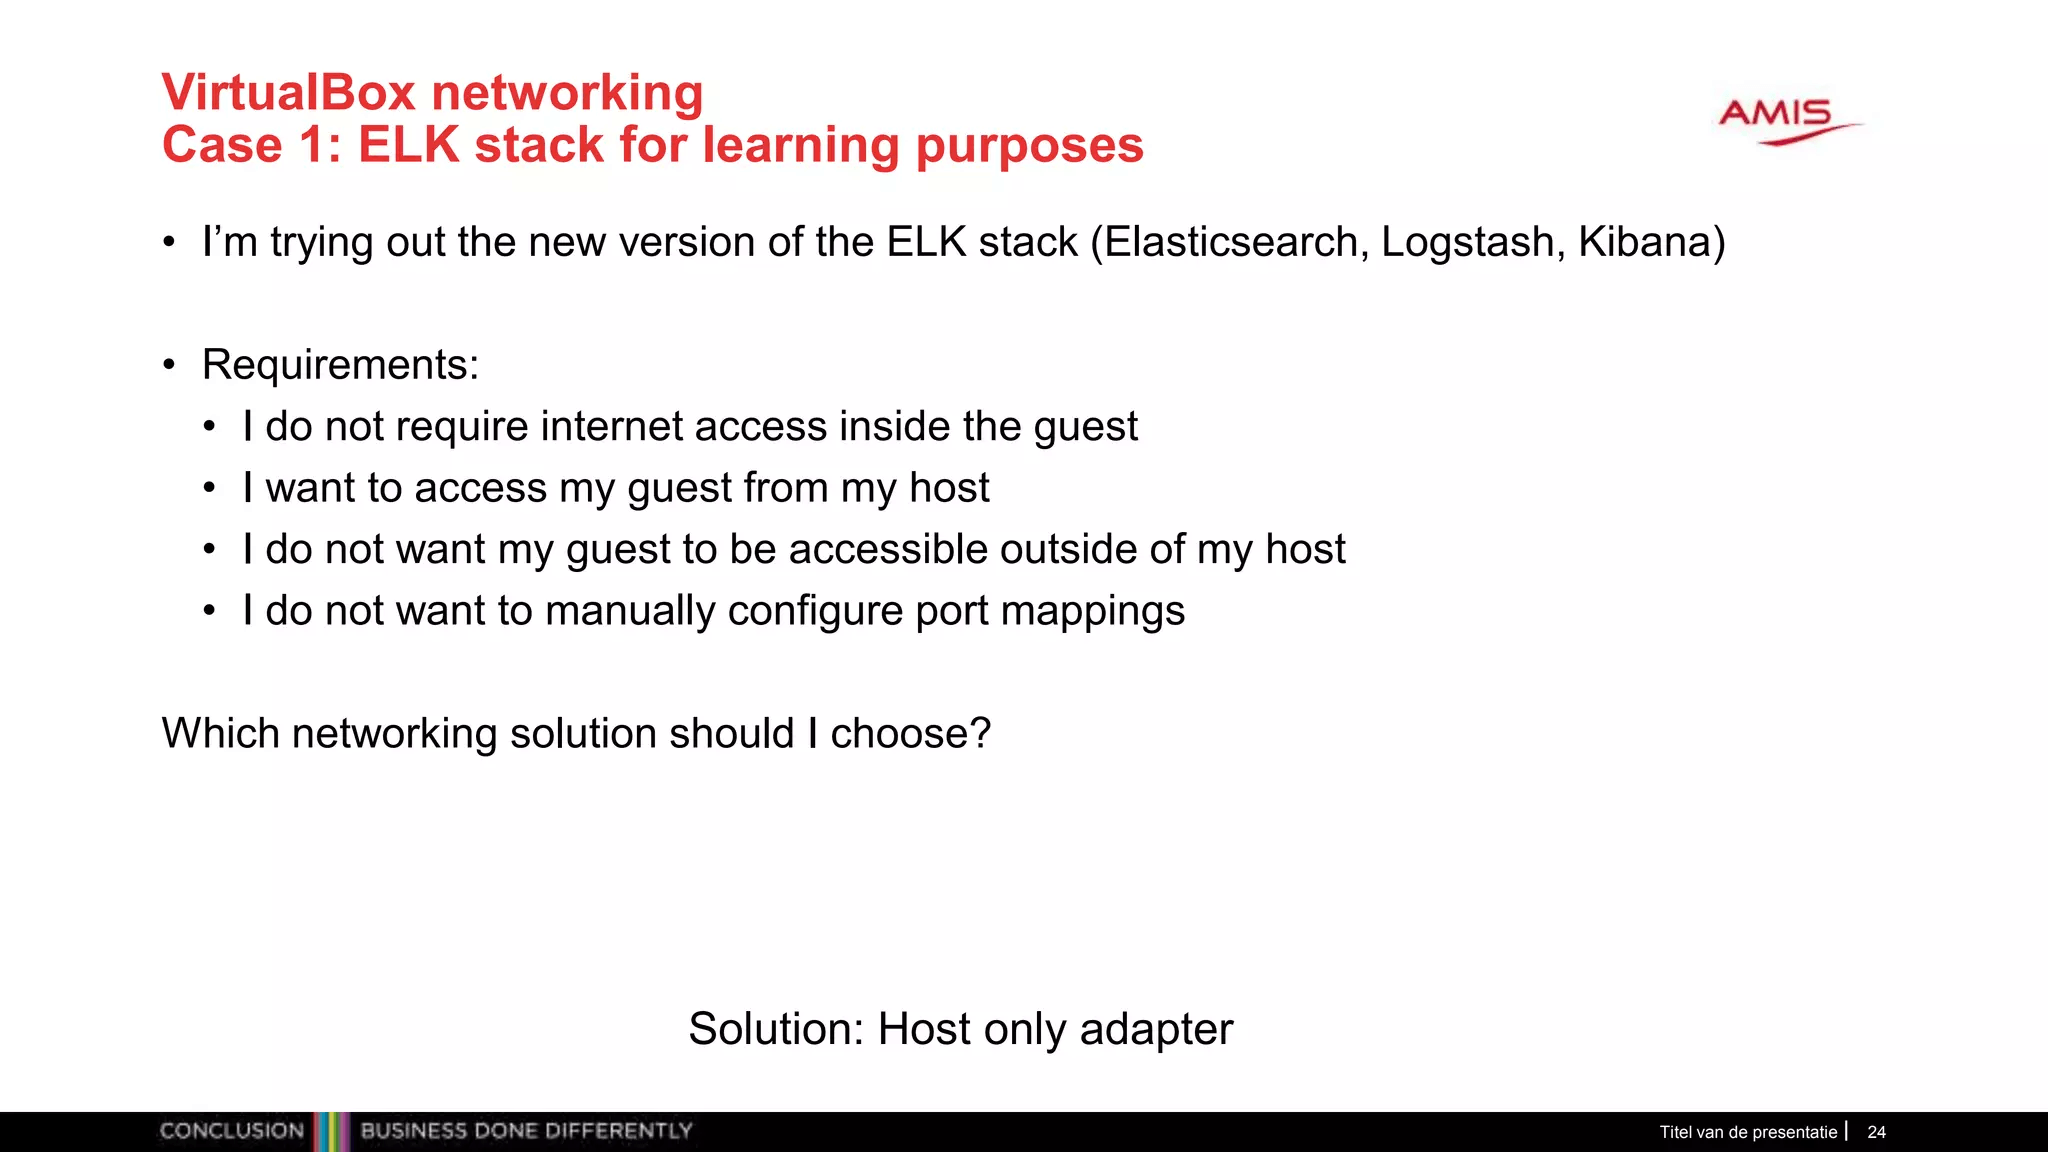 VirtualBox networking
Case 1: ELK stack for learning purposes
AMIS
• I’m trying out the new version of the ELK stack (Elasticsearch, Logstash, Kibana)
• Requirements:
• I do not require internet access inside the guest
• I want to access my guest from my host
• I do not want my guest to be accessible outside of my host
• I do not want to manually configure port mappings
Which networking solution should I choose?
Solution: Host only adapter
CONCLUSION BUSINESS DONE DIFFERENTLY
Titel van de presentatie | 24